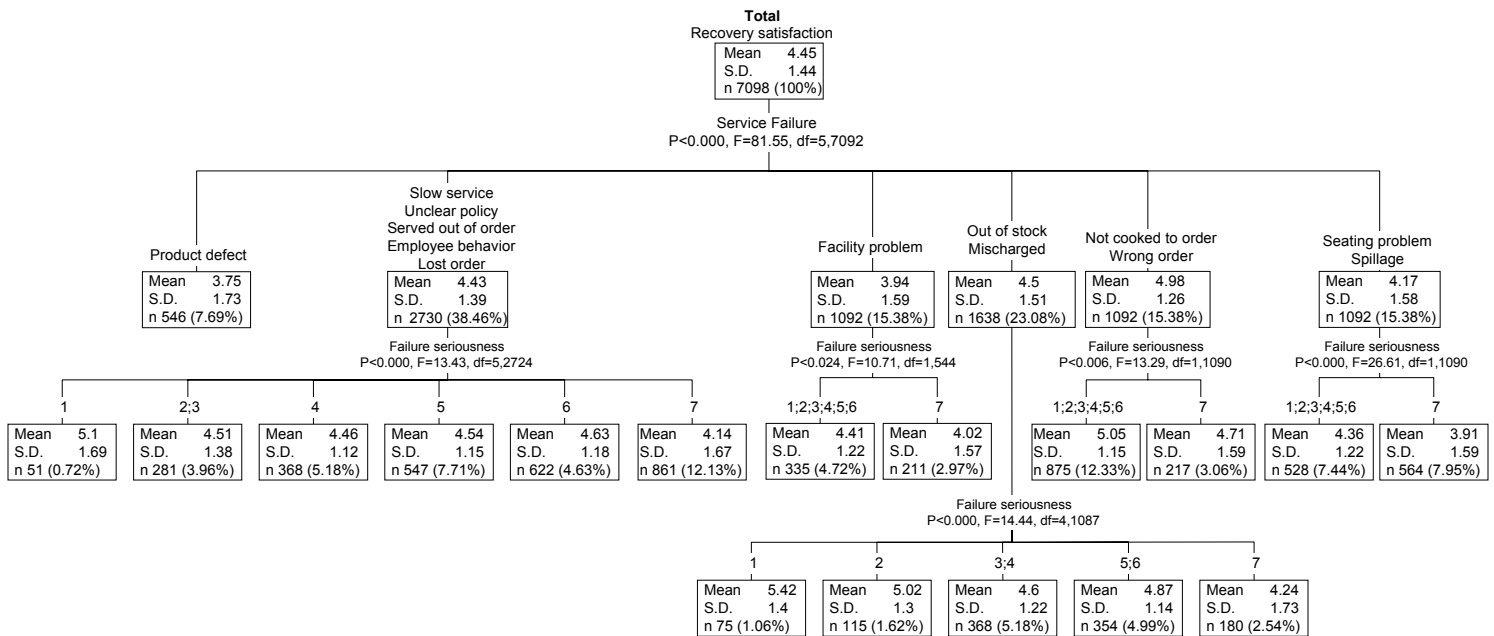 Total
Recovery satisfaction
Mean 4.45
S.D. 1.44
n 7098 (100%)
Service Failure
P<0.000, F=81.55, df=5,7092
Product defect
Mean 3.75
S.D. 1.73
n 546 (7.69%)
Slow service
Unclear policy
Served out of order
Employee behavior
Lost order
Mean 4.43
S.D. 1.39
n 2730 (38.46%)
Facility problem
Mean 3.94
S.D. 1.59
n 1092 (15.38%)
Out of stock
Mischarged
Mean 4.5
S.D. 1.51
n 1638 (23.08%)
Not cooked to order
Wrong order
Mean 4.98
S.D. 1.26
n 1092 (15.38%)
Seating problem
Spillage
Mean 4.17
S.D. 1.58
n 1092 (15.38%)
Failure seriousness
P<0.000, F=13.43, df=5,2724
1
Mean 5.1
S.D. 1.69
n 51 (0.72%)
2;3
Mean 4.51
S.D. 1.38
n 281 (3.96%)
4
Mean 4.46
S.D. 1.12
n 368 (5.18%)
5
Mean 4.54
S.D. 1.15
n 547 (7.71%)
6
Mean 4.63
S.D. 1.18
n 622 (4.63%)
7
Mean 4.14
S.D. 1.67
n 861 (12.13%)
Failure seriousness
P<0.024, F=10.71, df=1,544
1;2;3;4;5;6
Mean 4.41
S.D. 1.22
n 335 (4.72%)
7
Mean 4.02
S.D. 1.57
n 211 (2.97%)
Failure seriousness
P<0.006, F=13.29, df=1,1090
1;2;3;4;5;6
Mean 5.05
S.D. 1.15
n 875 (12.33%)
7
Mean 4.71
S.D. 1.59
n 217 (3.06%)
Failure seriousness
P<0.000, F=26.61, df=1,1090
1;2;3;4;5;6
Mean 4.36
S.D. 1.22
n 528 (7.44%)
7
Mean 3.91
S.D. 1.59
n 564 (7.95%)
Failure seriousness
P<0.000, F=14.44, df=4,1087
1
Mean 5.42
S.D. 1.4
n 75 (1.06%)
2
Mean 5.02
S.D. 1.3
n 115 (1.62%)
3;4
Mean 4.6
S.D. 1.22
n 368 (5.18%)
5;6
Mean 4.87
S.D. 1.14
n 354 (4.99%)
7
Mean 4.24
S.D. 1.73
n 180 (2.54%)